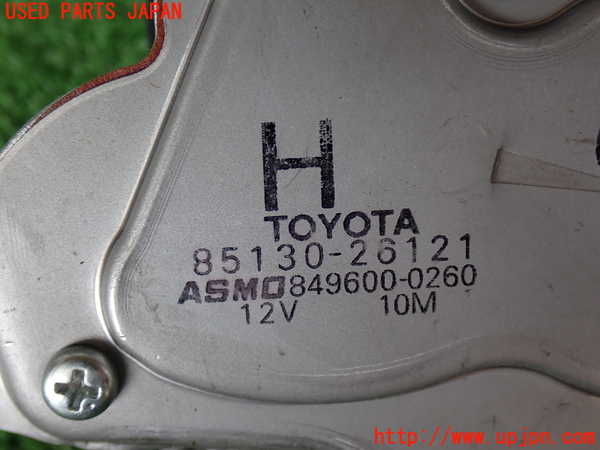 USED PARTS JAPAN
H
TOYOTA
85130-26121
ASMO 849600-0260
12V 10M
http://www.upjpn.com/